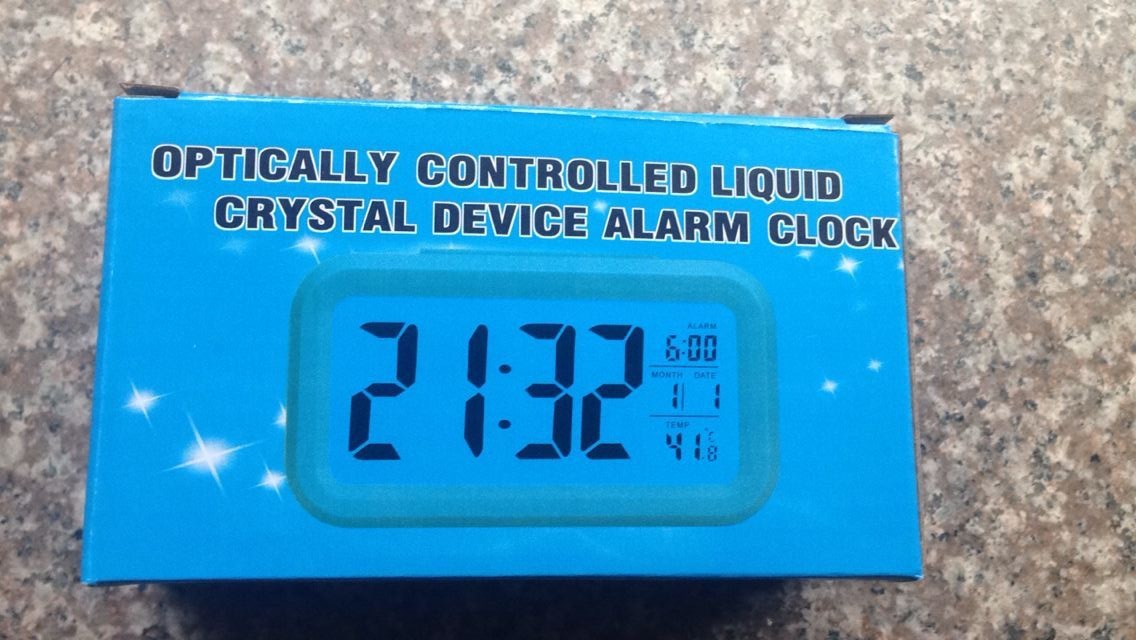 OPTICALLY CONTROLLED LIQUID
CRYSTAL DEVICE ALARM CLOCK
21:32
ALARM
6:00
MONTH DATE
1 1
TEMP
41.8 °C